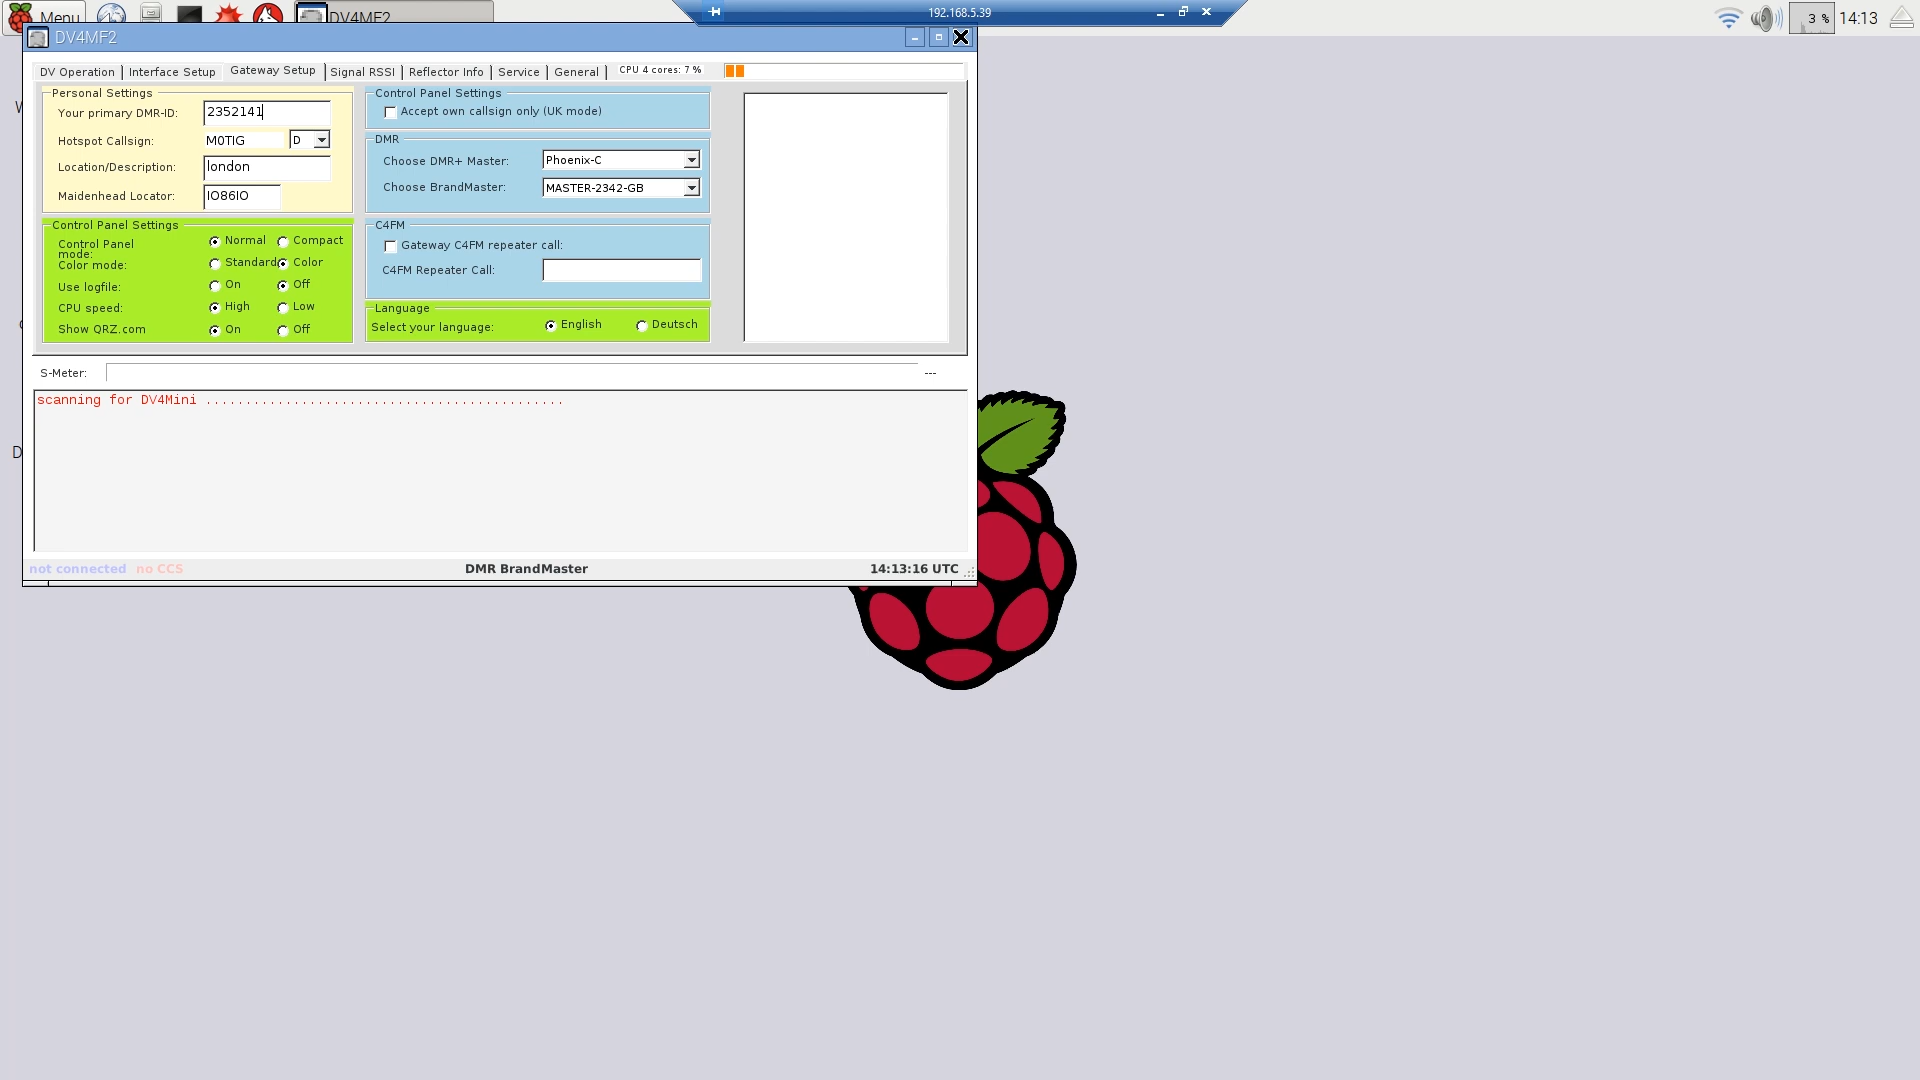 Menu
DV4MF2
192.168.5.39
3 %
14:13
DV4MF2
DV Operation
Interface Setup
Gateway Setup
Signal RSSI
Reflector Info
Service
General
CPU 4 cores: 7 %
Personal Settings
Your primary DMR-ID: 2352141
Hotspot Callsign: M0TIG D
Location/Description: london
Maidenhead Locator: IO86IO
Control Panel Settings
Control Panel
mode:
Normal Compact
Color mode: Standard Color
Use logfile: On Off
CPU speed: High Low
Show QRZ.com On Off
Control Panel Settings
Accept own callsign only (UK mode)
DMR
Choose DMR+ Master: Phoenix-C
Choose BrandMaster: MASTER-2342-GB
C4FM
Gateway C4FM repeater call:
C4FM Repeater Call:
Language
Select your language: English Deutsch
S-Meter: ---
scanning for DV4Mini .............................................
not connected no CCS DMR BrandMaster 14:13:16 UTC
W
D